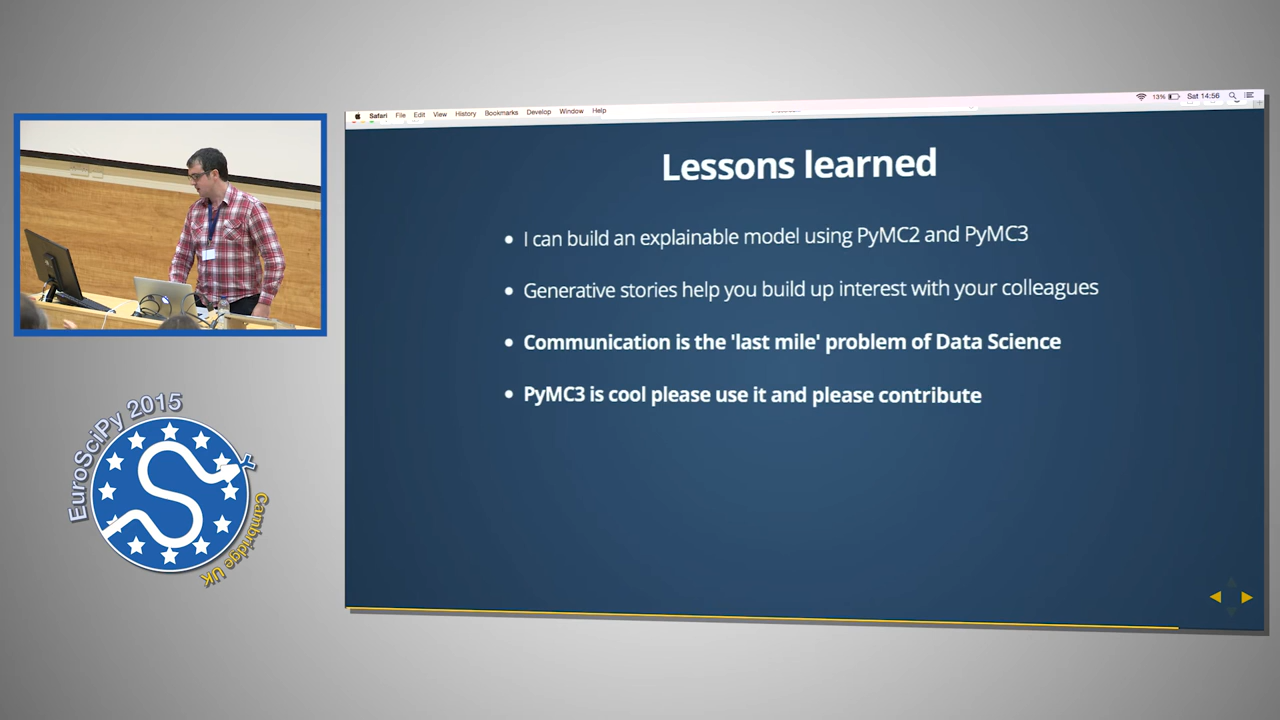 Safari File Edit View History Bookmarks Develop Window Help
13% Sat 14:56
Lessons learned
• I can build an explainable model using PyMC2 and PyMC3
• Generative stories help you build up interest with your colleagues
• Communication is the 'last mile' problem of Data Science
• PyMC3 is cool please use it and please contribute
EuroSciPy 2015
Cambridge UK